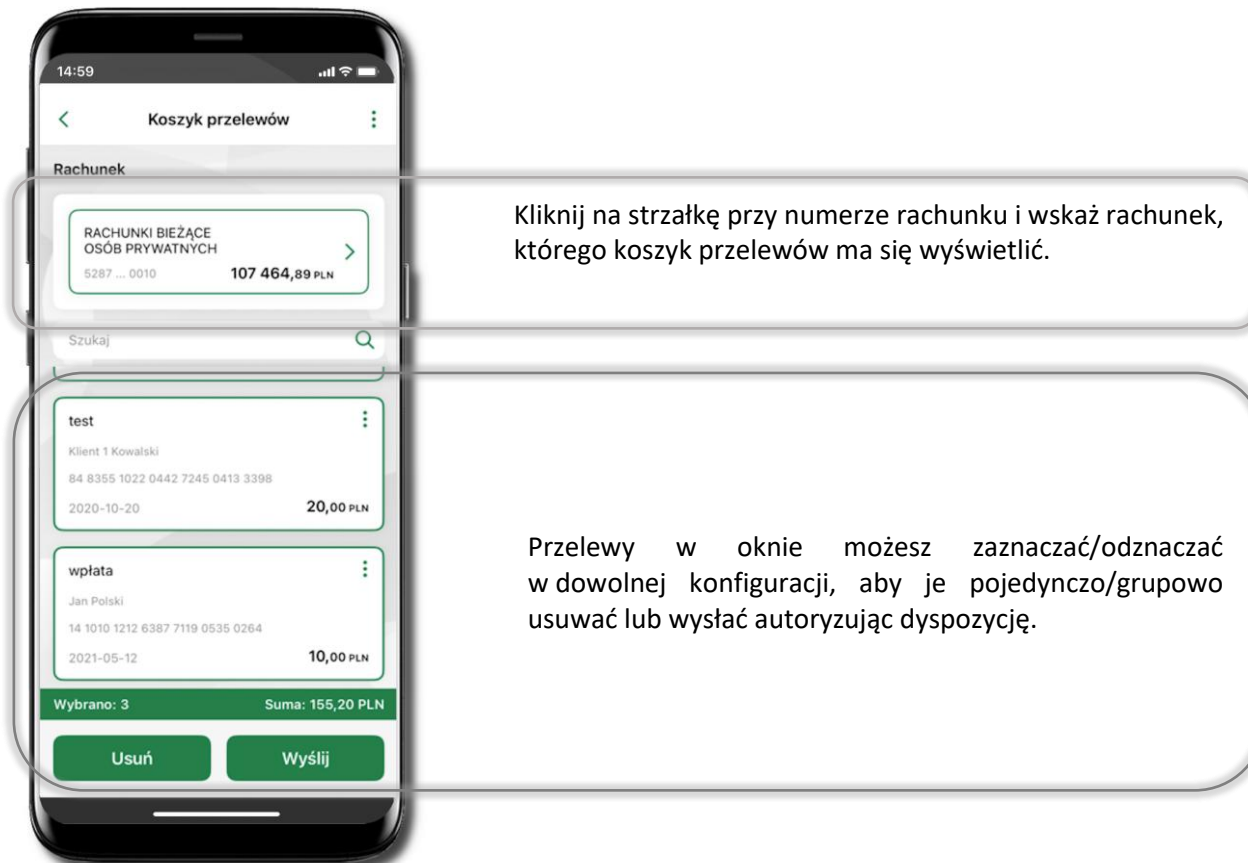 14:59
Koszyk przelewów
Rachunek
RACHUNKI BIEŻĄCE
OSÓB PRYWATNYCH
5287 ... 0010 107 464,89 PLN
Szukaj
test
Klient 1 Kowalski
84 8355 1022 0442 7245 0413 3398
2020-10-20 20,00 PLN
wpłata
Jan Polski
14 1010 1212 6387 7119 0535 0264
2021-05-12 10,00 PLN
Wybrano: 3 Suma: 155,20 PLN
Usuń Wyślij
Kliknij na strzałkę przy numerze rachunku i wskaż rachunek,
którego koszyk przelewów ma się wyświetlić.
Przelewy w oknie możesz zaznaczać/odznaczać
w dowolnej konfiguracji, aby je pojedynczo/grupowo
usuwać lub wysłać autoryzując dyspozycję.